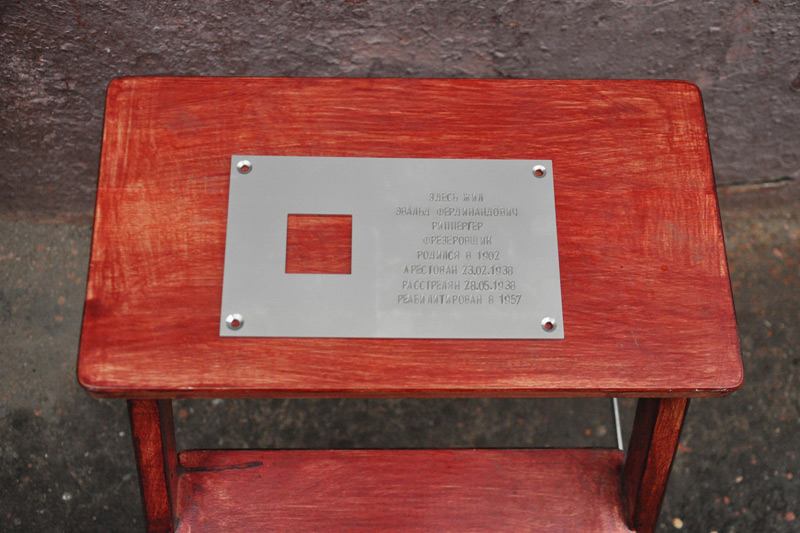 ЗДЕСЬ ЖИЛ
ЭВАЛЬД ФЕРДИНАНДОВИЧ
РИППЕРГЕР
ФРЕЗЕРОВЩИК
РОДИЛСЯ В 1902
АРЕСТОВАН 23.02.1938
РАССТРЕЛЯН 28.05.1938
РЕАБИЛИТИРОВАН В 1957